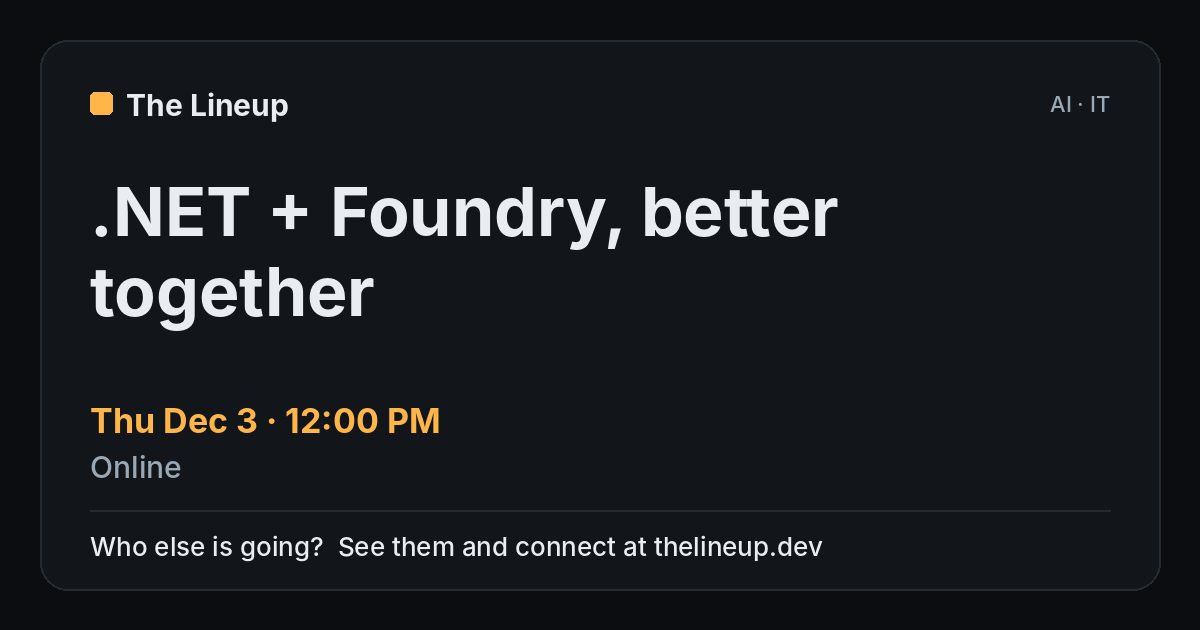 The Lineup
AI · IT
.NET + Foundry, better
together
Thu Dec 3 · 12:00 PM
Online
Who else is going? See them and connect at thelineup.dev